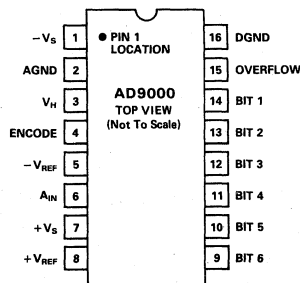 −VS 1 ● PIN 1 LOCATION 16 DGND
AGND 2 15 OVERFLOW
VH 3 AD9000 14 BIT 1
TOP VIEW
ENCODE 4 (Not To Scale) 13 BIT 2
−VREF 5 12 BIT 3
AIN 6 11 BIT 4
+VS 7 10 BIT 5
+VREF 8 9 BIT 6